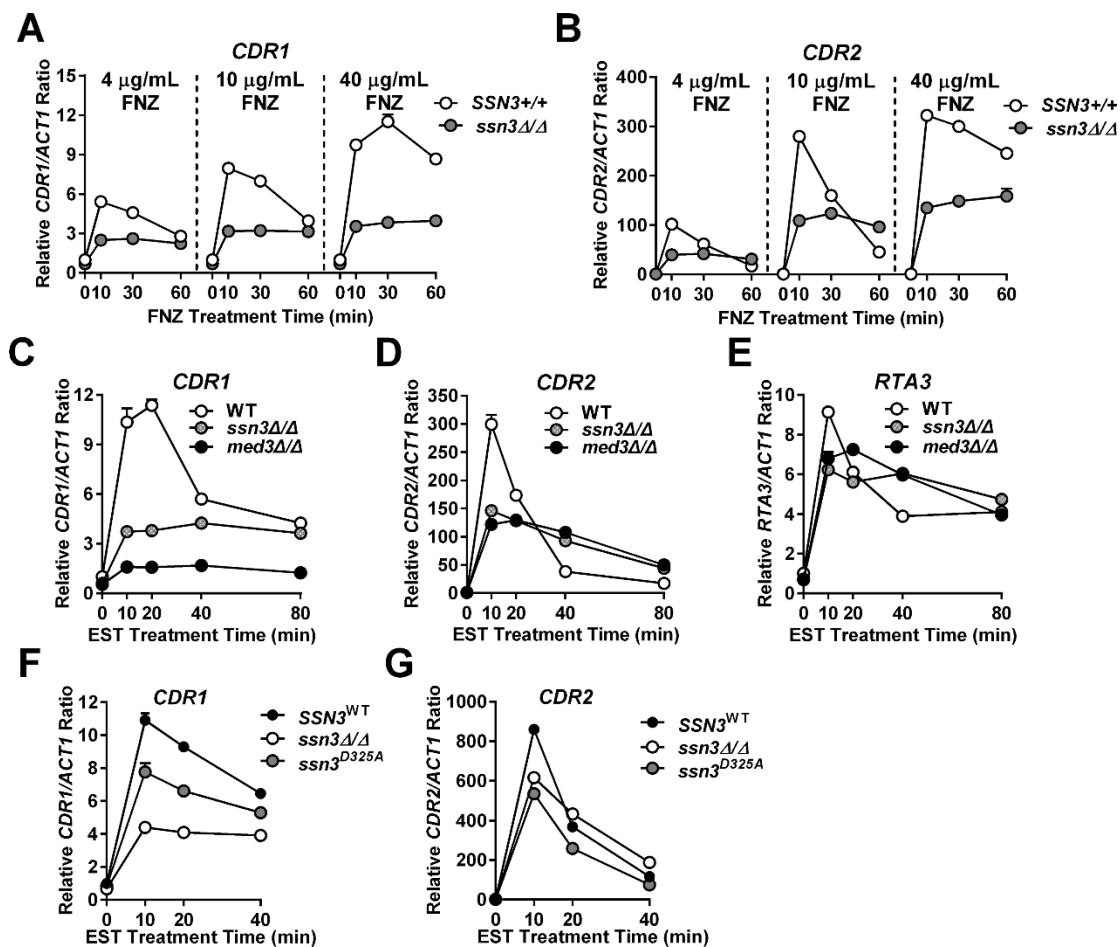 A
CDR1
Relative CDR1/ACT1 Ratio
15
12
9
6
3
0
4 μg/mL FNZ
10 μg/mL FNZ
40 μg/mL FNZ
SSN3+/+
ssn3Δ/Δ
0 10 30 60 0 10 30 60 0 10 30 60
FNZ Treatment Time (min)
B
CDR2
Relative CDR2/ACT1 Ratio
400
300
200
100
0
4 μg/mL FNZ
10 μg/mL FNZ
40 μg/mL FNZ
SSN3+/+
ssn3Δ/Δ
0 10 30 60 0 10 30 60 0 10 30 60
FNZ Treatment Time (min)
C
CDR1
Relative CDR1/ACT1 Ratio
12
9
6
3
0
WT
ssn3Δ/Δ
med3Δ/Δ
0 10 20 40 80
EST Treatment Time (min)
D
CDR2
Relative CDR2/ACT1 Ratio
350
300
250
200
150
100
50
0
WT
ssn3Δ/Δ
med3Δ/Δ
0 10 20 40 80
EST Treatment Time (min)
E
RTA3
Relative RTA3/ACT1 Ratio
10
8
6
4
2
0
WT
ssn3Δ/Δ
med3Δ/Δ
0 10 20 40 80
EST Treatment Time (min)
F
CDR1
Relative CDR1/ACT1 Ratio
12
10
8
6
4
2
0
SSN3WT
ssn3Δ/Δ
ssn3D325A
0 10 20 40
EST Treatment Time (min)
G
CDR2
Relative CDR2/ACT1 Ratio
1000
800
600
400
200
0
SSN3WT
ssn3Δ/Δ
ssn3D325A
0 10 20 40
EST Treatment Time (min)